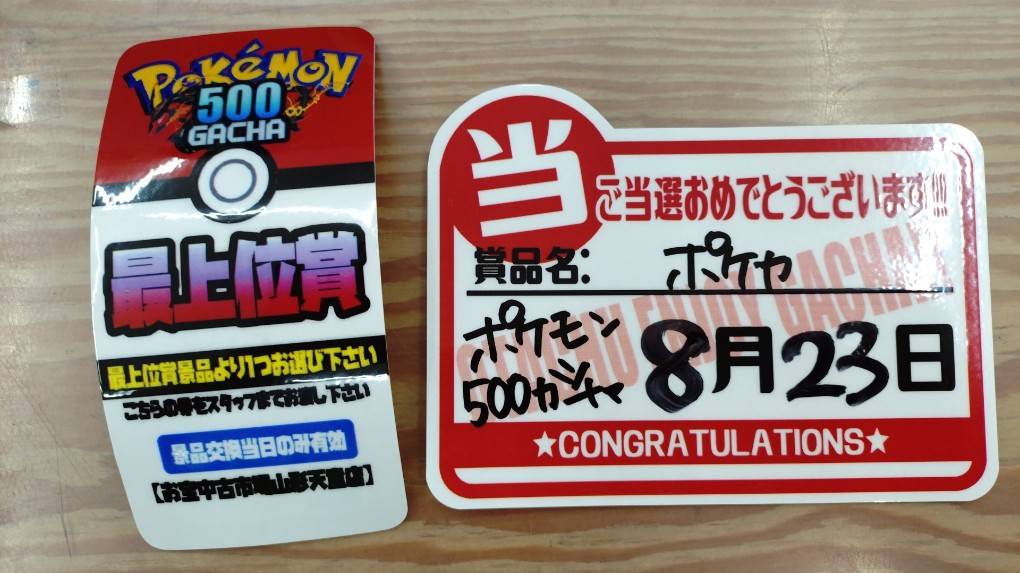 Pokémon
500
GACHA
最上位賞
最上位賞景品より1つお選び下さい
こちらの券をスタッフまでお渡し下さい
景品交換当日のみ有効
【お宝中古市場山形天童店】
当
ご当選おめでとうございます!!!
賞品名: ポケヤ
ポケモン
500ガシャ
8月23日
★CONGRATULATIONS★